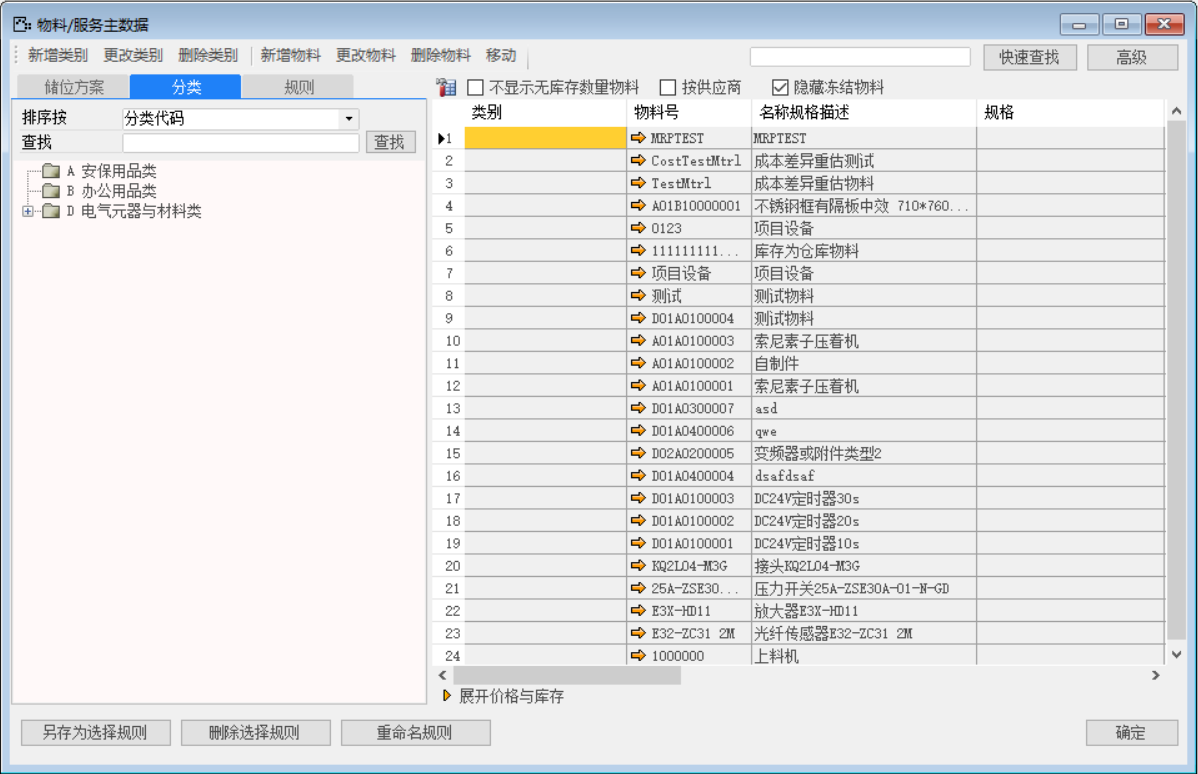 物料/服务主数据
新增类别 更改类别 删除类别 新增物料 更改物料 删除物料 移动 快速查找 高级
储位方案 分类 规则
不显示无库存数量物料 按供应商 隐藏冻结物料
排序按 分类代码
查找 查找
A 安保用品类
B 办公用品类
D 电气元器与材料类
类别 物料号 名称规格描述 规格
1 MRPTEST MRPTEST
2 CostTestMtrl 成本差异重估测试
3 TestMtrl 成本差异重估物料
4 A01B10000001 不锈钢框有隔板中效 710*760...
5 0123 项目设备
6 111111111... 库存为仓库物料
7 项目设备 项目设备
8 测试 测试物料
9 D01A0100004 测试物料
10 A01A0100003 索尼素子压着机
11 A01A0100002 自制件
12 A01A0100001 索尼素子压着机
13 D01A0300007 asd
14 D01A0400006 qwe
15 D02A0200005 变频器或附件类型2
16 D01A0400004 dsafdsaf
17 D01A0100003 DC24V定时器30s
18 D01A0100002 DC24V定时器20s
19 D01A0100001 DC24V定时器10s
20 KQ2L04-M3G 接头KQ2L04-M3G
21 25A-ZSE30... 压力开关25A-ZSE30A-01-N-GD
22 E3X-HD11 放大器E3X-HD11
23 E32-ZC31 2M 光纤传感器E32-ZC31 2M
24 1000000 上料机
展开价格与库存
另存为选择规则 删除选择规则 重命名规则 确定